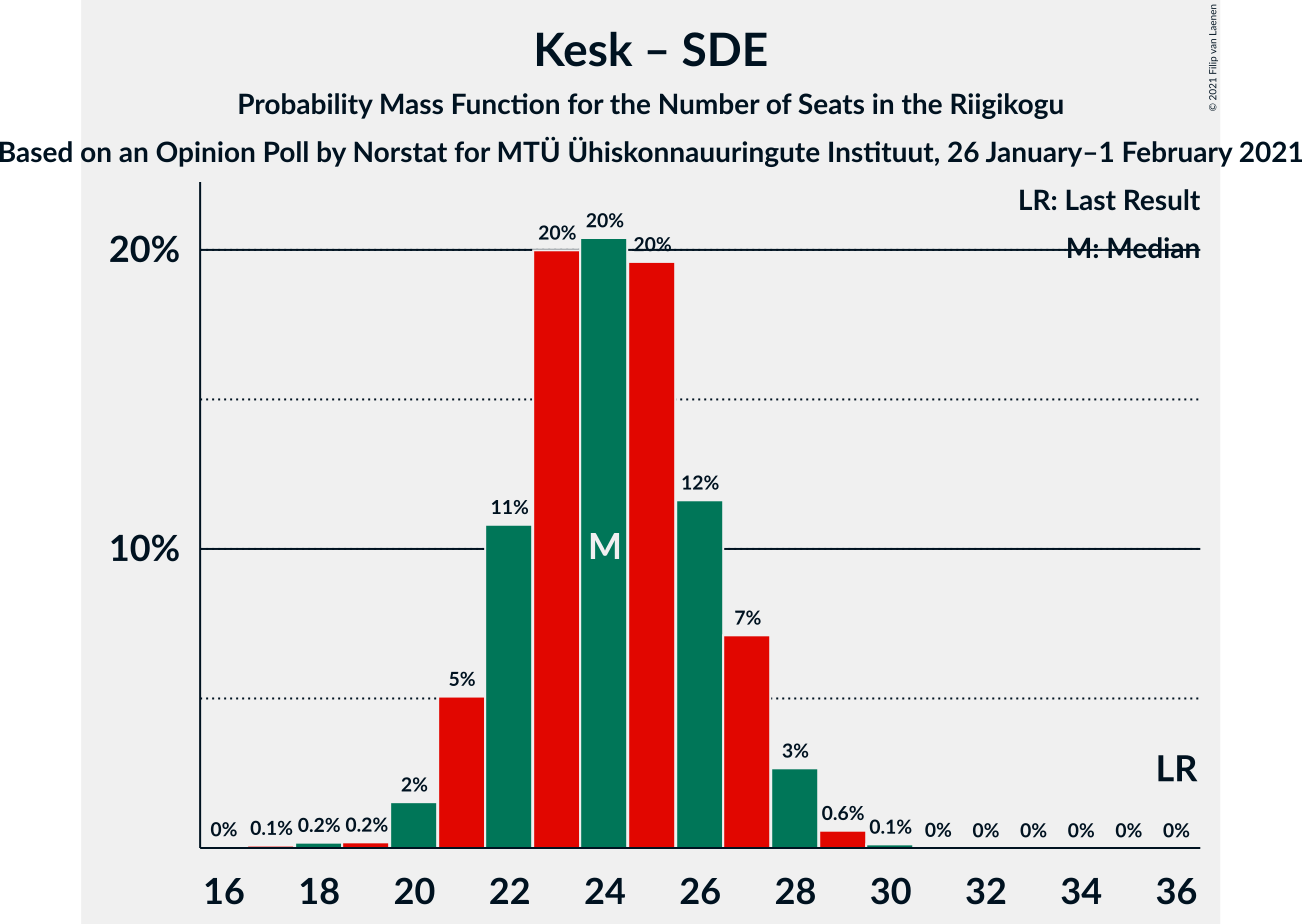 Kesk – SDE
Probability Mass Function for the Number of Seats in the Riigikogu
Based on an Opinion Poll by Norstat for MTÜ Ühiskonnauuringute Instituut, 26 January–1 February 2021
© 2021 Filip van Laenen
LR: Last Result
M: Median
20%
10%
0% 0.1% 0.2% 0.2% 2% 5% 11% 20% 20% 20% 12% 7% 3% 0.6% 0.1% 0% 0% 0% 0% 0% 0%
M
LR
16 18 20 22 24 26 28 30 32 34 36